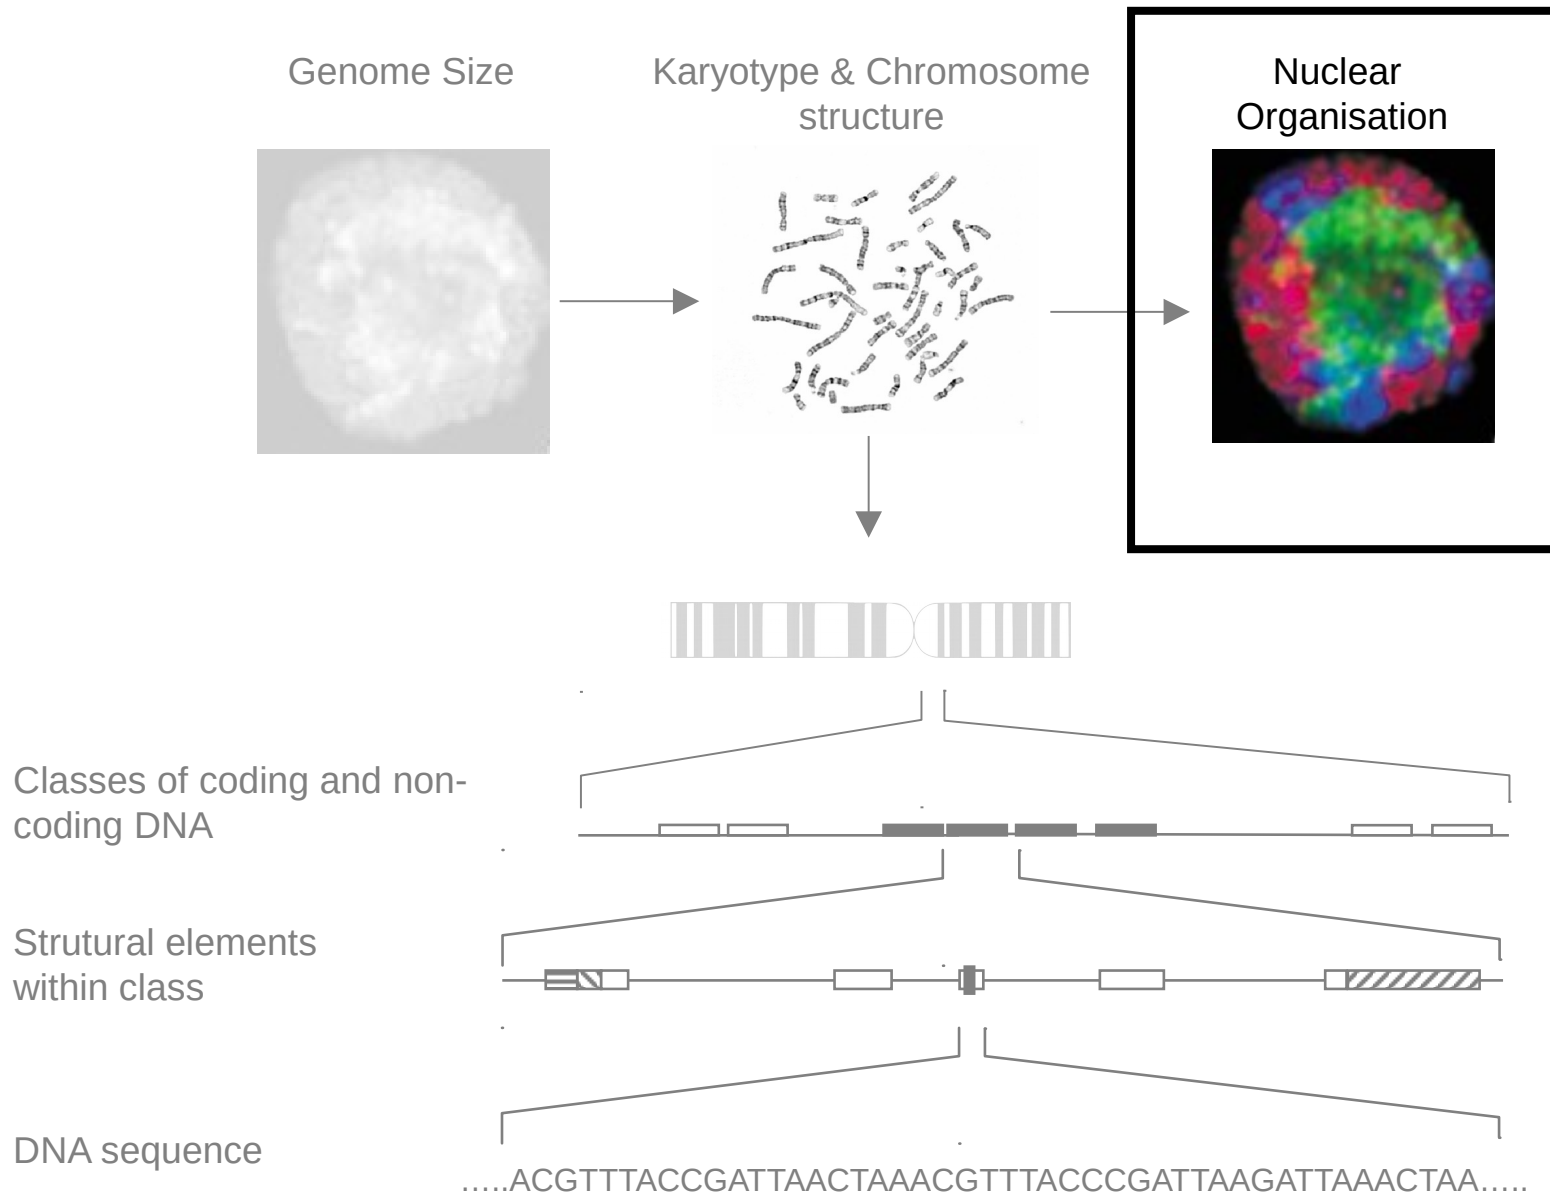 Genome Size
Karyotype & Chromosome
structure
Nuclear
Organisation
Classes of coding and non-
coding DNA
Strutural elements
within class
DNA sequence
.....ACGTTTACCGATTAACTAAACGTTTACCCGATTAAGATTAAACTAA.....